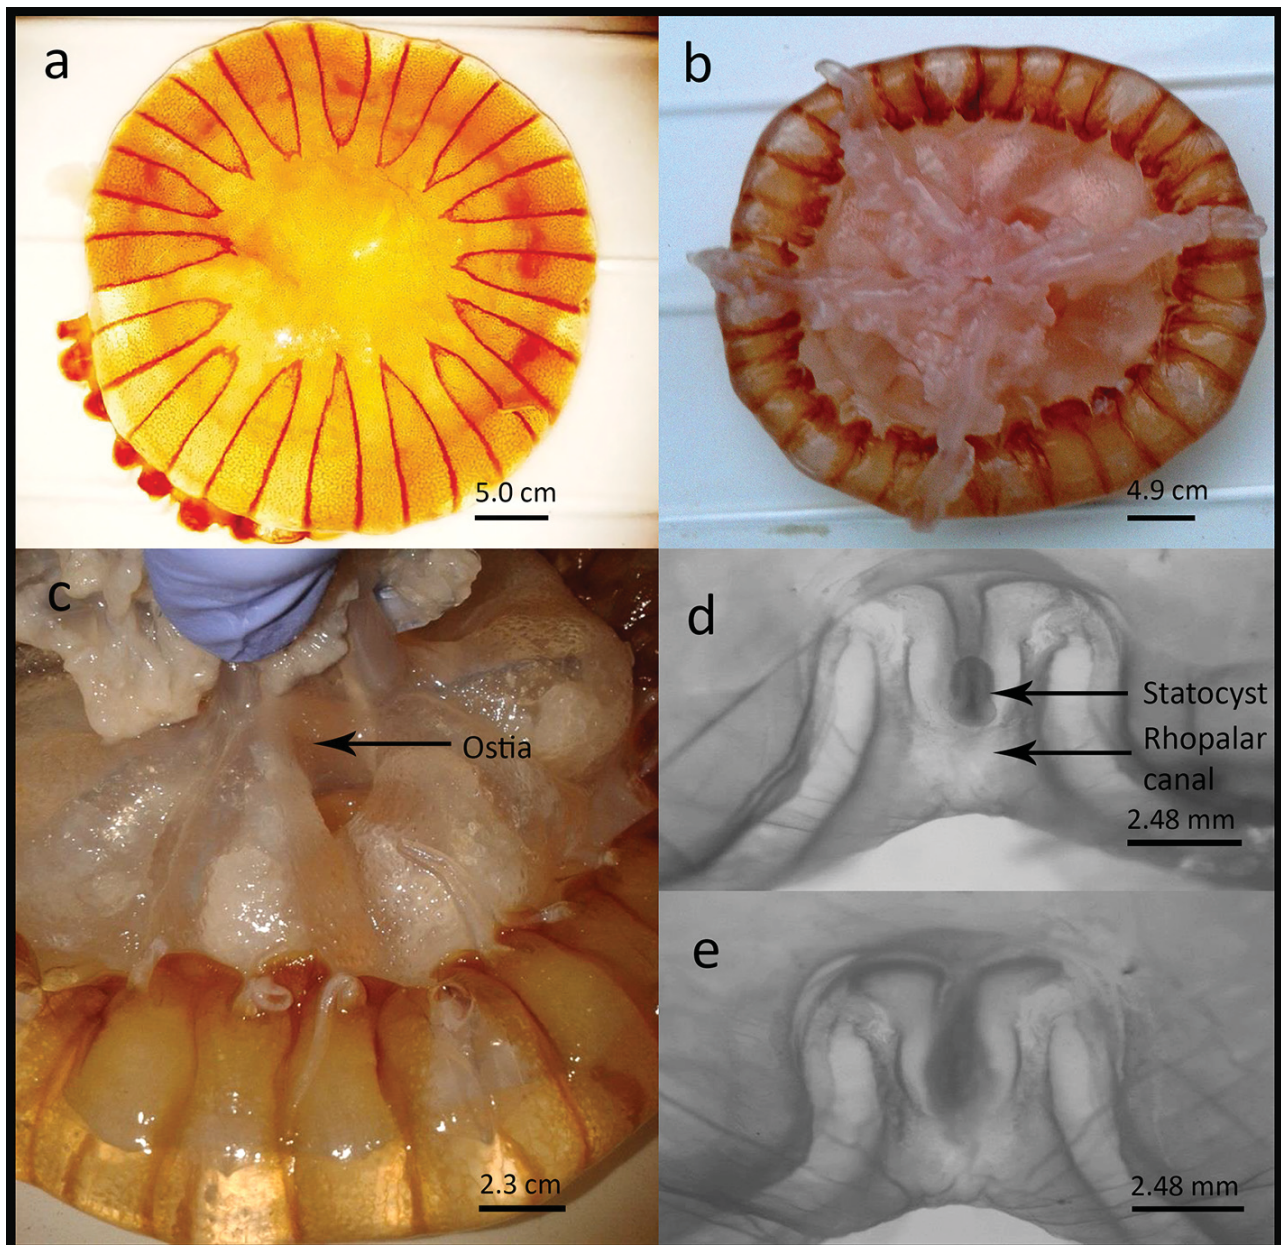 a
5.0 cm
b
4.9 cm
c
Ostia
2.3 cm
d
Statocyst
Rhopalar
canal
2.48 mm
e
2.48 mm